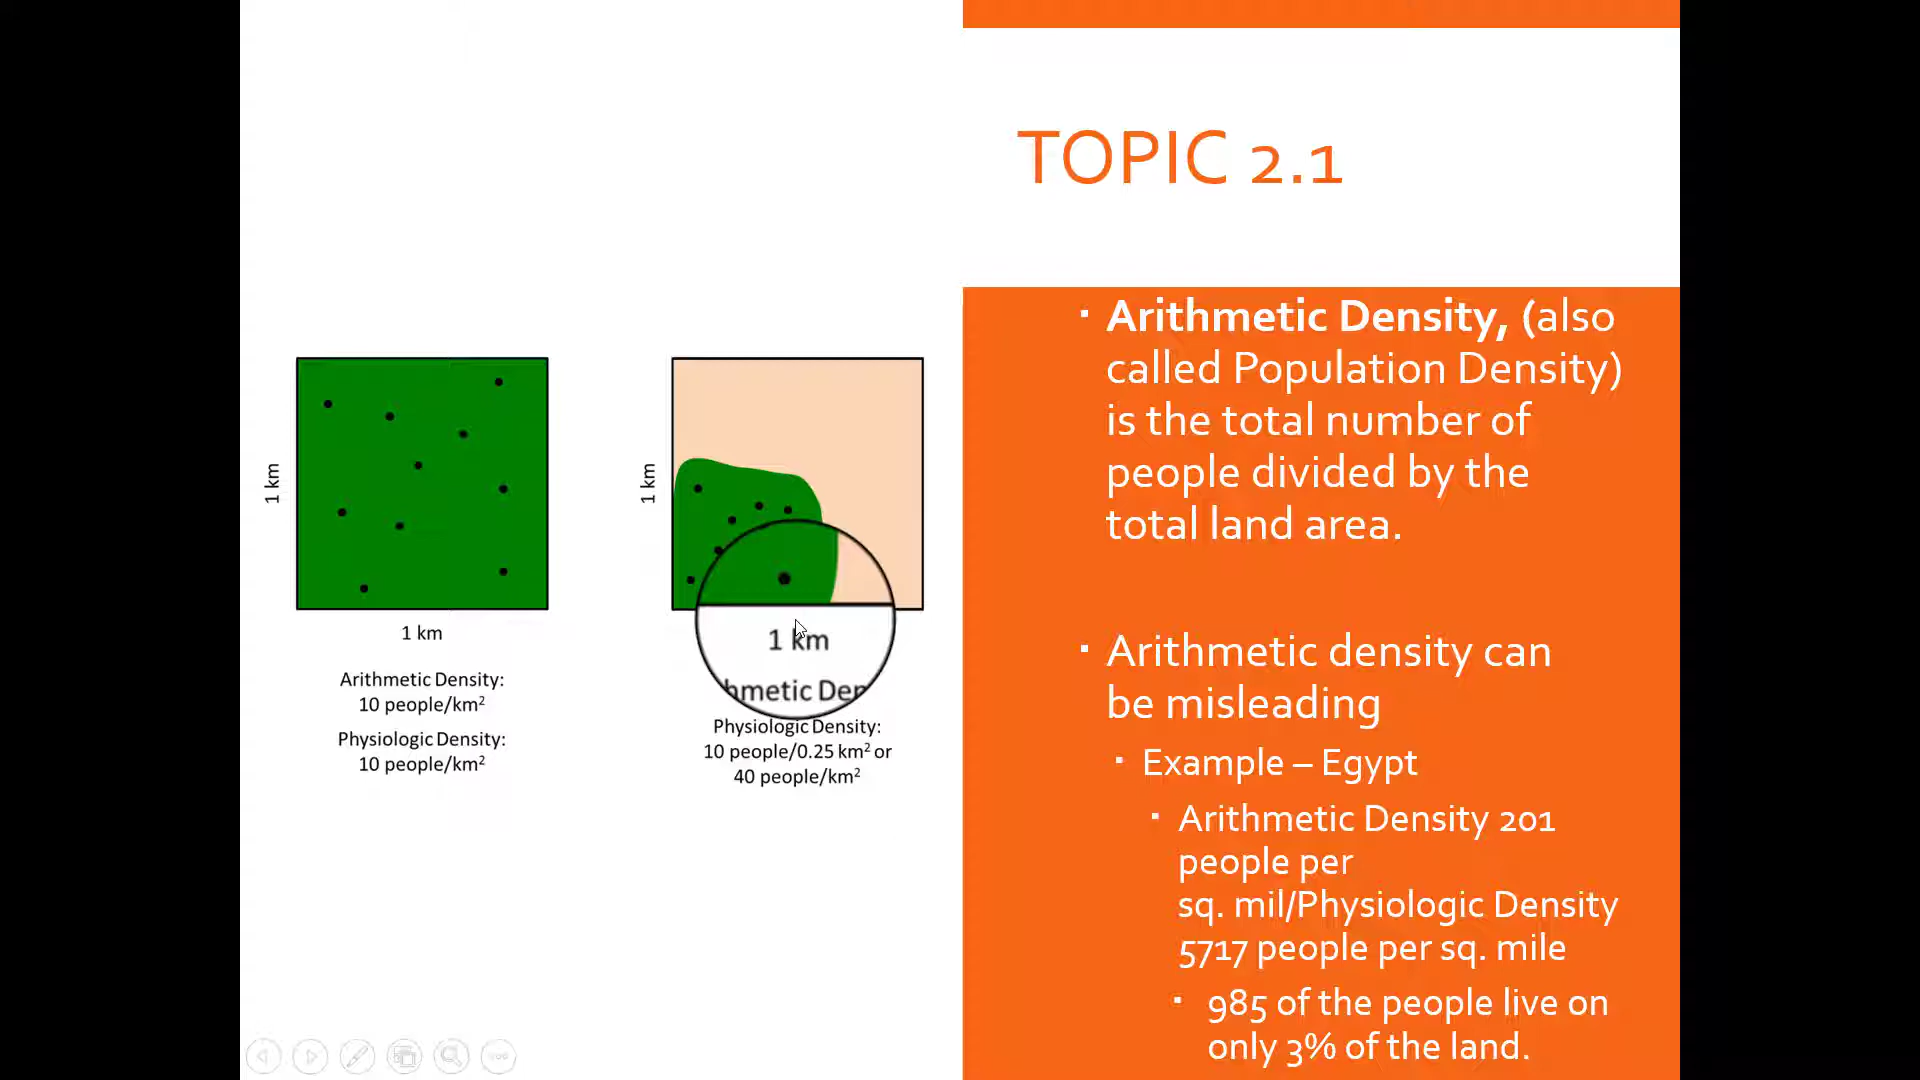 TOPIC 2.1
1 km
1 km
Arithmetic Density:
10 people/km²
Physiologic Density:
10 people/km²
1 km
1 km
hmetic Den
Physiologic Density:
10 people/0.25 km² or
40 people/km²
▪ Arithmetic Density, (also
called Population Density)
is the total number of
people divided by the
total land area.
▪ Arithmetic density can
be misleading
▪ Example – Egypt
▪ Arithmetic Density 201
people per
sq. mil/Physiologic Density
5717 people per sq. mile
▪ 985 of the people live on
only 3% of the land.